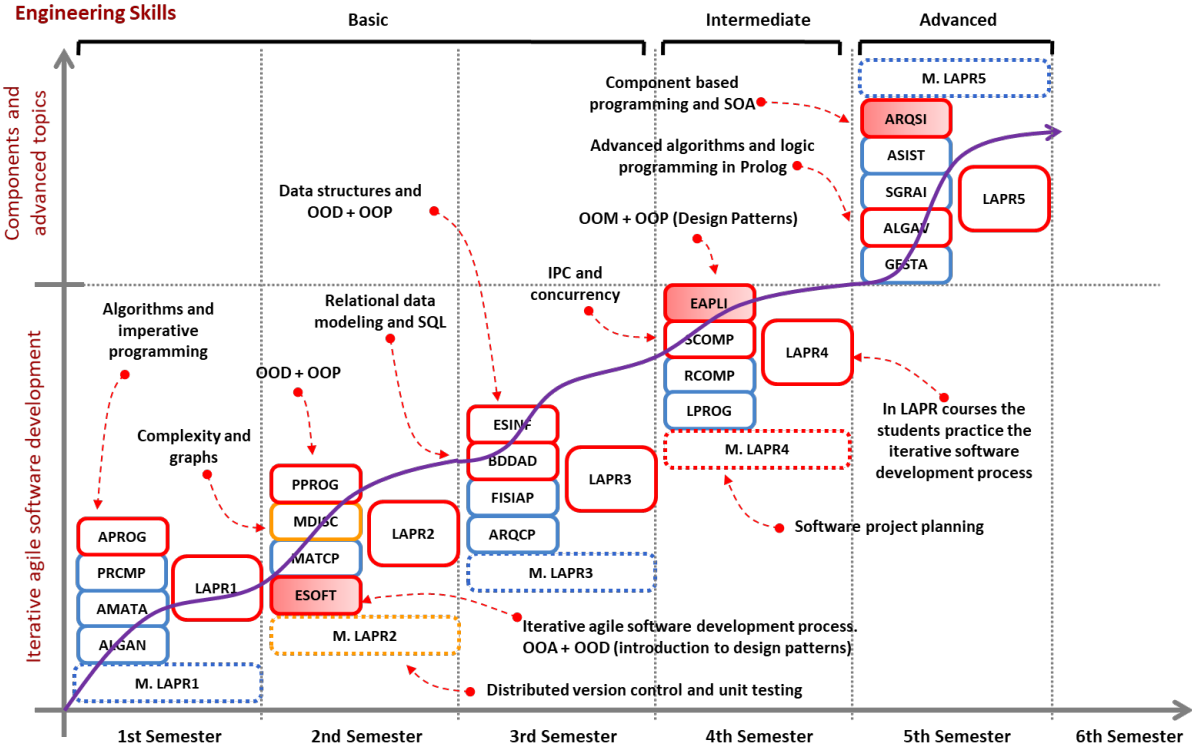 Engineering Skills
Basic
Intermediate
Advanced
Components and
advanced topics
Iterative agile software development
M. LAPR5
Component based
programming and SOA
ARQSI
Advanced algorithms and logic
programming in Prolog
ASIST
SGRAI
LAPR5
ALGAV
GESTA
Data structures and
OOD + OOP
OOM + OOP (Design Patterns)
IPC and
concurrency
EAPLI
SCOMP
LAPR4
RCOMP
LPROG
M. LAPR4
In LAPR courses the
students practice the
iterative software
development process
Software project planning
Relational data
modeling and SQL
Algorithms and
imperative
programming
OOD + OOP
Complexity and
graphs
ESINF
BDDAD
LAPR3
FISIAP
ARQCP
M. LAPR3
PPROG
MDISC
LAPR2
MATCP
ESOFT
M. LAPR2
Iterative agile software development process.
OOA + OOD (introduction to design patterns)
Distributed version control and unit testing
APROG
PRCMP
LAPR1
AMATA
ALGAN
M. LAPR1
1st Semester
2nd Semester
3rd Semester
4th Semester
5th Semester
6th Semester